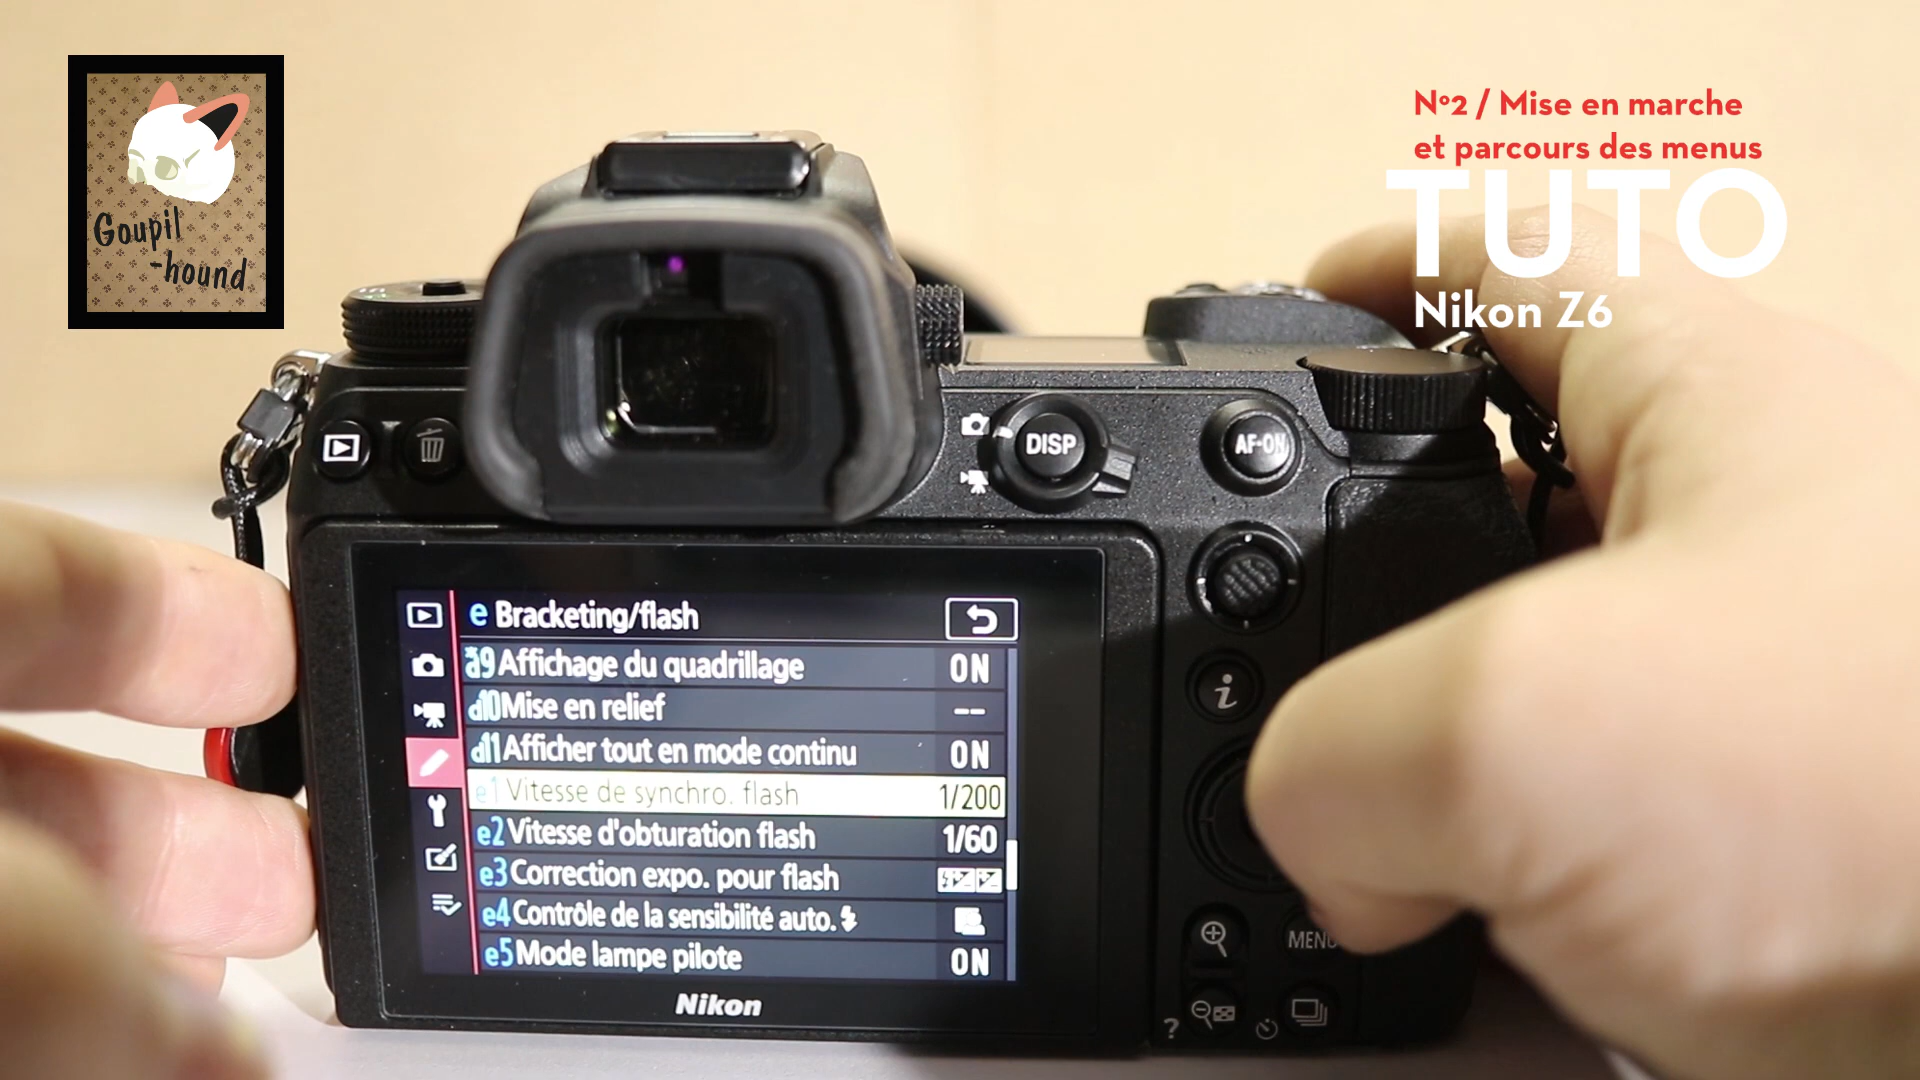 Goupil
-hound
N°2 / Mise en marche
et parcours des menus
TUTO
Nikon Z6
DISP
AF-ON
e Bracketing/flash
a9 Affichage du quadrillage ON
d10 Mise en relief --
d11 Afficher tout en mode continu ON
e1 Vitesse de synchro. flash 1/200
e2 Vitesse d'obturation flash 1/60
e3 Correction expo. pour flash
e4 Contrôle de la sensibilité auto.
e5 Mode lampe pilote ON
i
MENU
?
Nikon